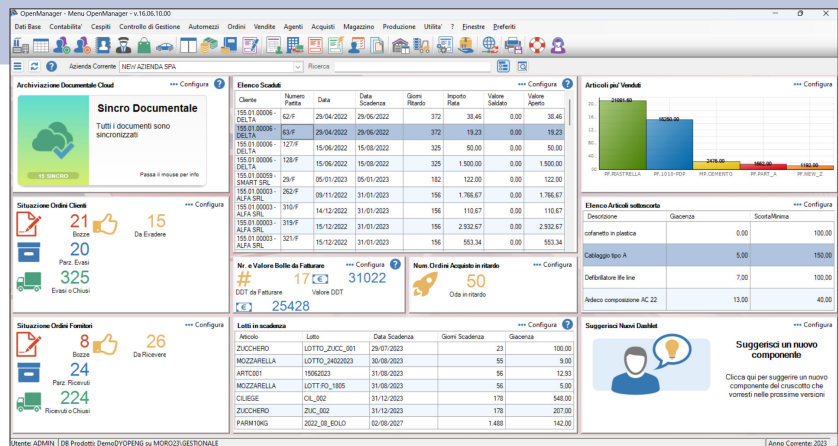 OpenManager - Menu OpenManager - v.16.06.10.00
Dati Base Contabilita' Cespiti Controllo di Gestione Automezzi Ordini Vendite Agenti Acquisti Magazzino Produzione Utilita' ? Finestre Preferiti
Azienda Corrente NEW AZIENDA SPA Ricerca
Archiviazione Documentale Cloud ••• Configura ?
Sincro Documentale
Tutti i documenti sono
sincronizzati
15 SINCRO Passa il mouse per info
Elenco Scaduti ••• Configura ?
Cliente Numero Partita Data Data Scadenza Giorni Ritardo Importo Rata Valore Saldato Valore Aperto
155.01.00006 - DELTA 62/F 29/04/2022 29/06/2022 372 38,46 0,00 38,46
155.01.00006 - DELTA 63/F 29/04/2022 29/06/2022 372 19,23 0,00 19,23
155.01.00006 - DELTA 127/F 15/06/2022 15/08/2022 325 50,00 0,00 50,00
155.01.00006 - DELTA 128/F 15/06/2022 15/08/2022 325 1.500,00 0,00 1.500,00
155.01.00059 - SMART SRL 29/F 05/01/2023 05/01/2023 182 122,00 0,00 122,00
155.01.00003 - ALFA SRL 262/F 09/11/2022 31/01/2023 156 1.766,67 0,00 1.766,67
155.01.00003 - ALFA SRL 310/F 14/12/2022 31/01/2023 156 110,67 0,00 110,67
155.01.00003 - ALFA SRL 319/F 15/12/2022 31/01/2023 156 2.932,67 0,00 2.932,67
155.01.00003 - ALFA SRL 321/F 15/12/2022 31/01/2023 156 553,34 0,00 553,34
Articoli piu' Venduti ••• Configura
21081.60
15250.00
2476.00
1662.00
1192.00
PF.PIASTRELLA PF.1010-PDF MP.CEMENTO PF.PART_A PF.NEW_Z
Situazione Ordini Clienti ••• Configura
21 15
Bozze Da Evadere
20
Parz. Evasi
325
Evasi o Chiusi
Nr. e Valore Bolle da Fatturare ••• Configura ?
# 17 € 31022
DDT da Fatturare Valore DDT
€ 25428
Num.Ordini Acquisto in ritardo ••• Configura
50
Oda in ritardo
Elenco Articoli sottoscorta ••• Configura
Descrizione Giacenza ScortaMinima
cofanetto in plastica 0,00 100,00
Cablaggio tipo A 5,00 150,00
Defibrillatore life line 7,00 100,00
Ardeco composizione AC 22 13,00 40,00
Situazione Ordini Fornitori ••• Configura
8 26
Bozze Da Ricevere
24
Parz. Ricevuti
224
Ricevuti o Chiusi
Lotti in scadenza ••• Configura ?
Articolo Lotto Data Scadenza Giorni Scadenza Giacenza
ZUCCHERO LOTTO_ZUCC_001 29/07/2023 23 100,00
MOZZARELLA LOTTO_24022023 30/08/2023 55 9,00
ARTC001 15062023 31/08/2023 56 12,93
MOZZARELLA LOTT.FO_1805 31/08/2023 56 5,00
CILIEGE CIL_002 31/12/2023 178 548,00
ZUCCHERO ZUC_002 31/12/2023 178 207,00
PARM10KG 2022_08_EOLO 02/08/2027 1.488 142,00
Suggerisci Nuovi Dashlet ••• Configura
Suggerisci un nuovo
componente
Clicca qui per suggerire un nuovo
componente del cruscotto che
vorresti nelle prossime versioni
Utente: ADMIN DB Prodotti: DemoDYOPENG su MORO23\GESTIONALE Anno Corrente: 2023